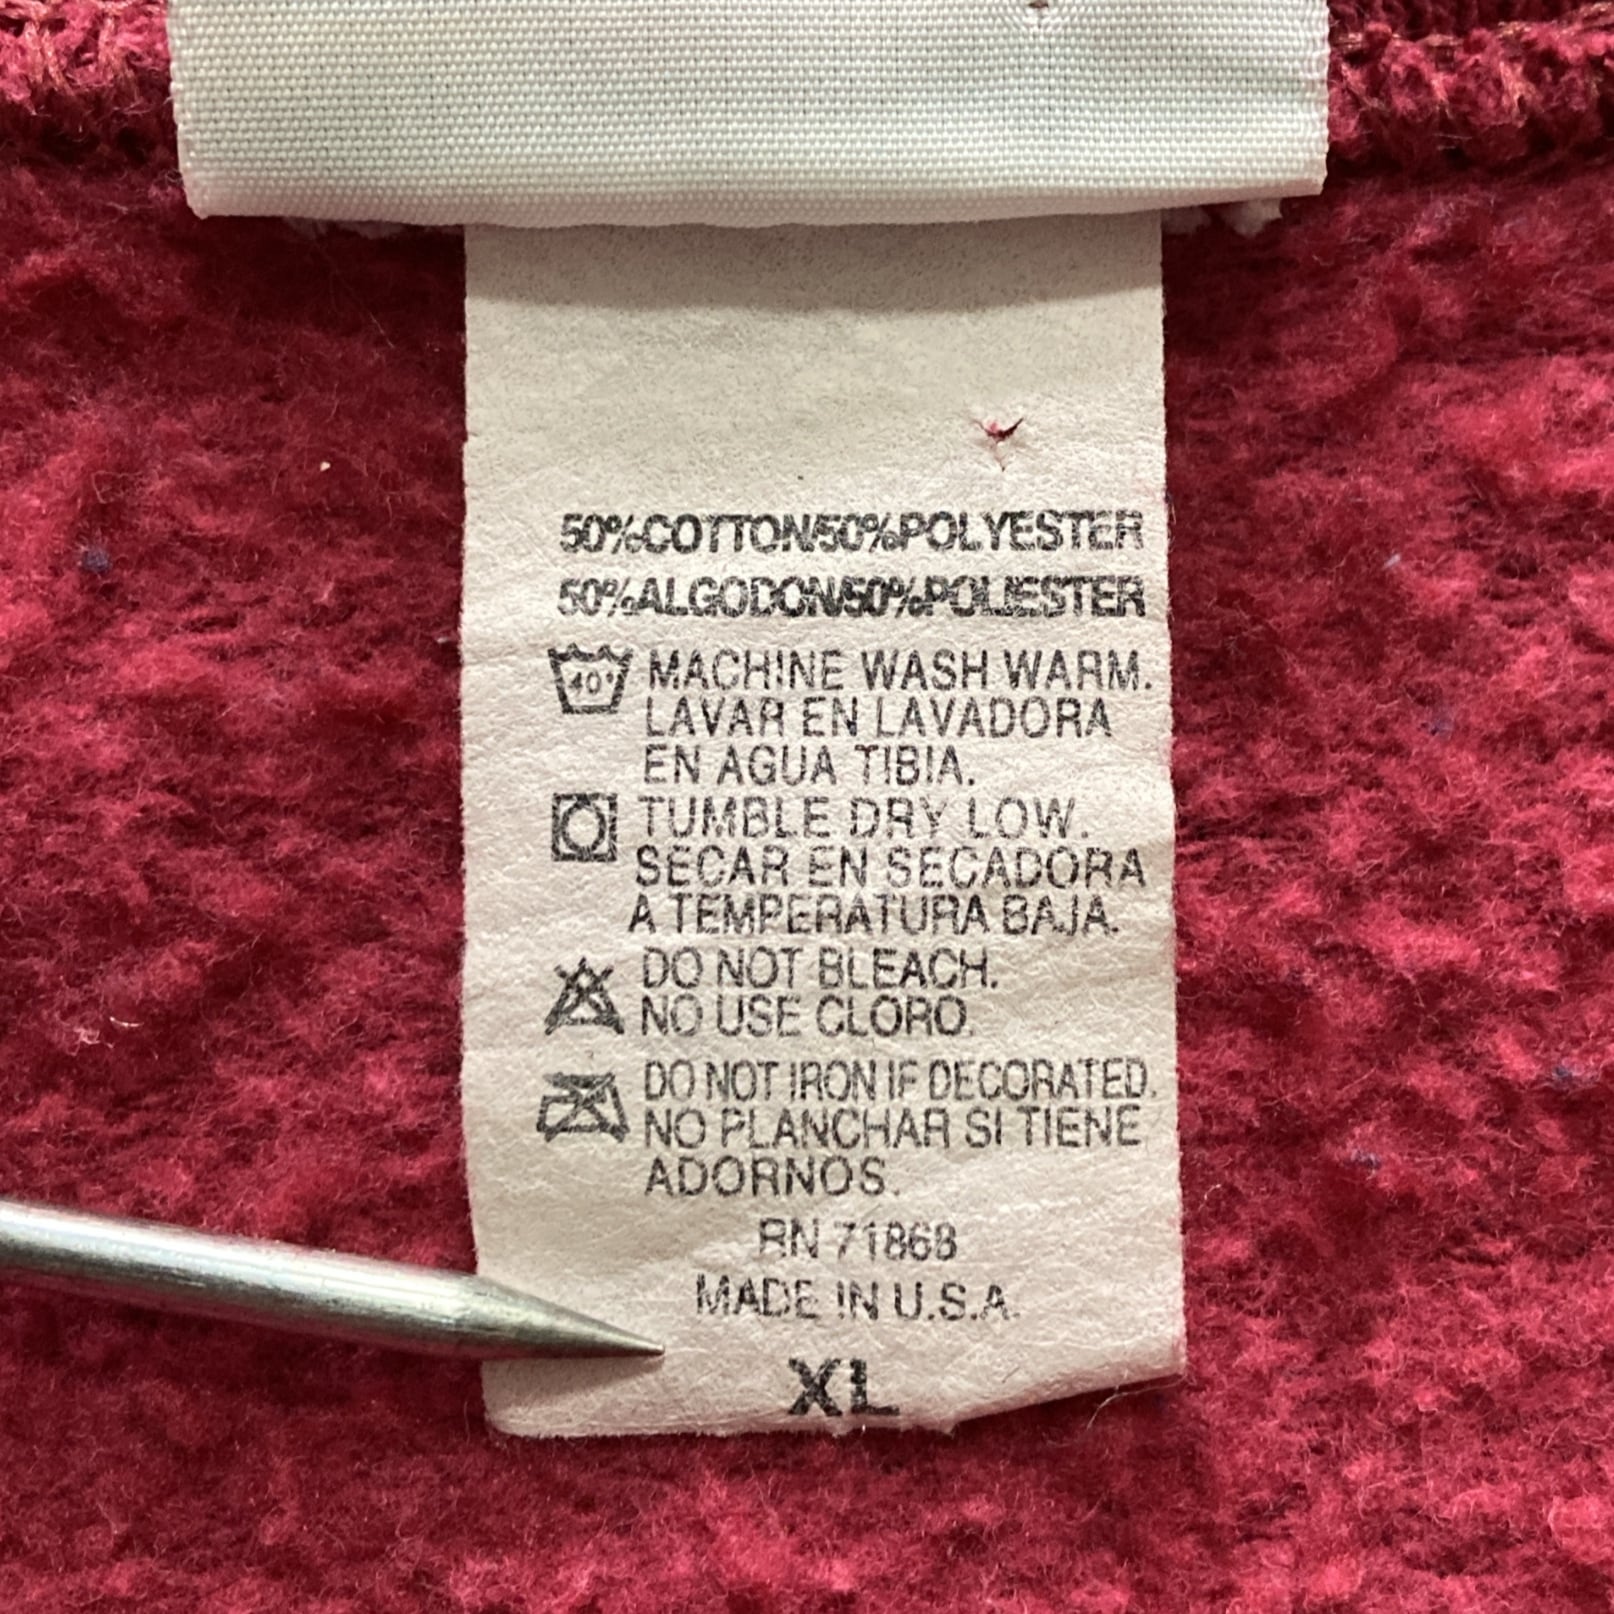 50%COTTON/50%POLYESTER
50%ALGODON/50%POLIESTER
40° MACHINE WASH WARM.
LAVAR EN LAVADORA
EN AGUA TIBIA.
TUMBLE DRY LOW.
SECAR EN SECADORA
A TEMPERATURA BAJA.
DO NOT BLEACH.
NO USE CLORO.
DO NOT IRON IF DECORATED.
NO PLANCHAR SI TIENE
ADORNOS.
RN 71868
MADE IN U.S.A.
XL